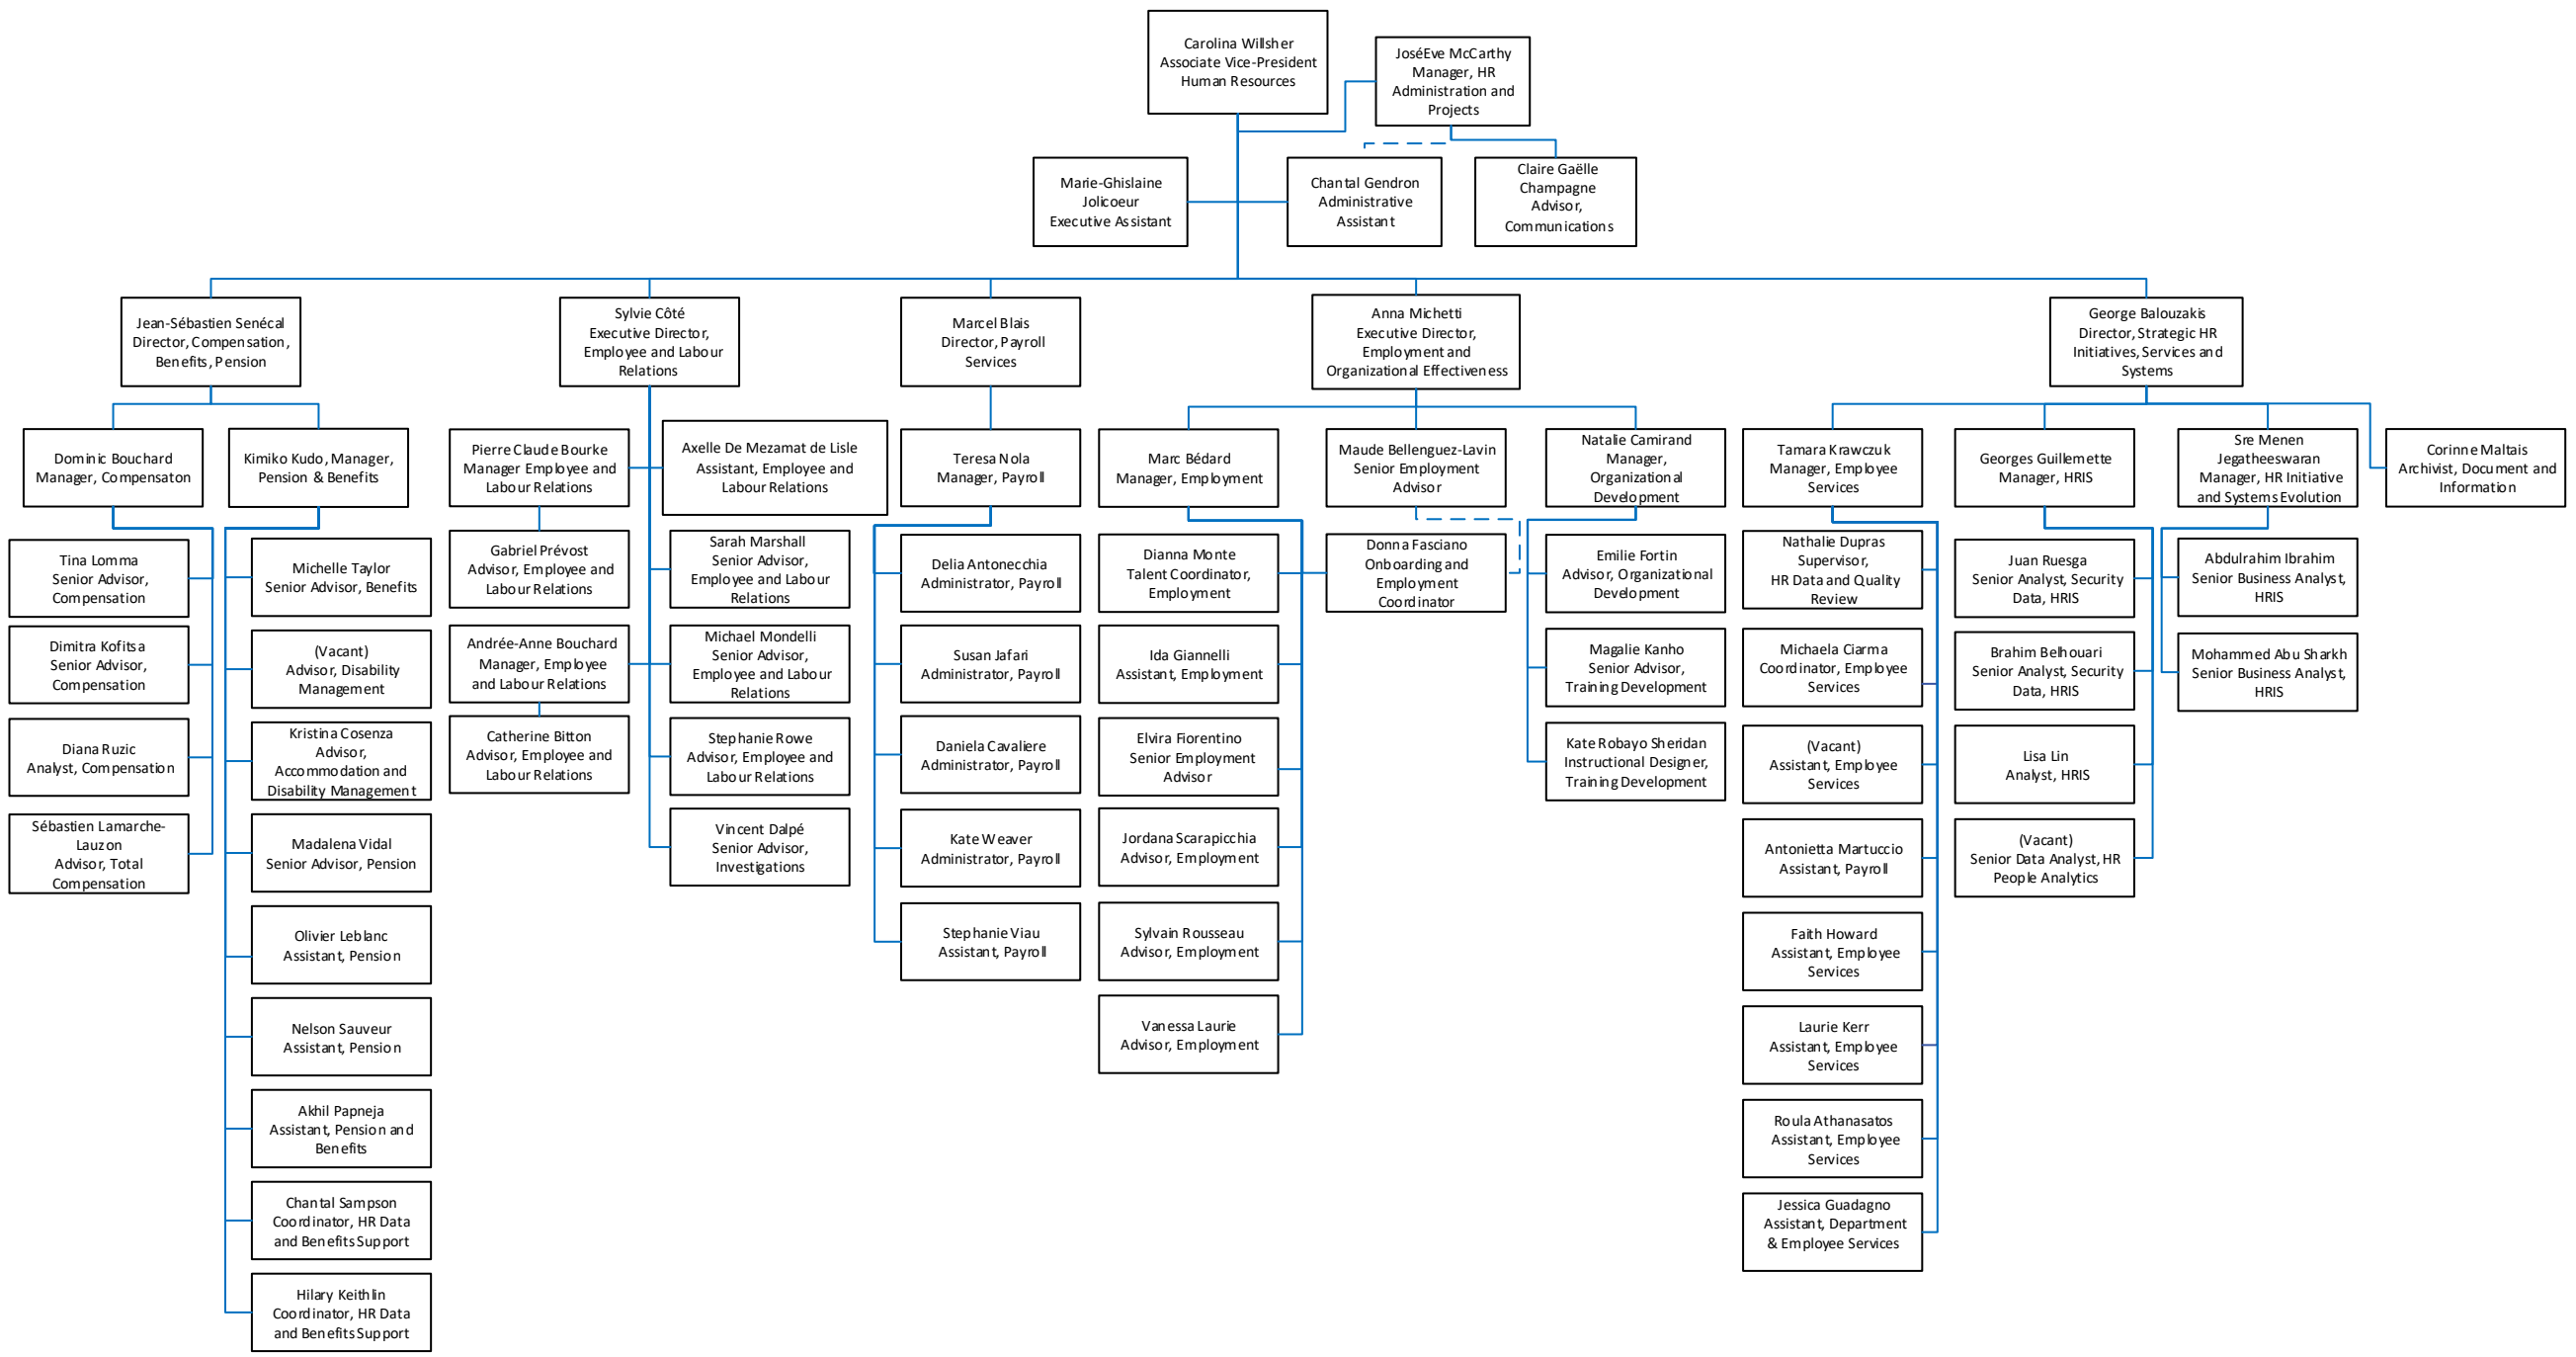 Carolina Willsher
Associate Vice-President
Human Resources
JoséEve McCarthy
Manager, HR
Administration and
Projects
Marie-Ghislaine
Jolicoeur
Executive Assistant
Chantal Gendron
Administrative
Assistant
Claire Gaëlle
Champagne
Advisor,
Communications
Jean-Sébastien Senécal
Director, Compensation,
Benefits, Pension
Sylvie Côté
Executive Director,
Employee and Labour
Relations
Marcel Blais
Director, Payroll
Services
Anna Michetti
Executive Director,
Employment and
Organizational Effectiveness
George Balouzakis
Director, Strategic HR
Initiatives, Services and
Systems
Dominic Bouchard
Manager, Compensaton
Kimiko Kudo, Manager,
Pension & Benefits
Pierre Claude Bourke
Manager Employee and
Labour Relations
Axelle De Mezamat de Lisle
Assistant, Employee and
Labour Relations
Teresa Nola
Manager, Payroll
Marc Bédard
Manager, Employment
Maude Bellenguez-Lavin
Senior Employment
Advisor
Natalie Camirand
Manager,
Organizational
Development
Tamara Krawczuk
Manager, Employee
Services
Georges Guillemette
Manager, HRIS
Sre Menen
Jegatheeswaran
Manager, HR Initiative
and Systems Evolution
Corinne Maltais
Archivist, Document and
Information
Tina Lomma
Senior Advisor,
Compensation
Dimitra Kofitsa
Senior Advisor,
Compensation
Diana Ruzic
Analyst, Compensation
Sébastien Lamarche-
Lauzon
Advisor, Total
Compensation
Michelle Taylor
Senior Advisor, Benefits
(Vacant)
Advisor, Disability
Management
Kristina Cosenza
Advisor,
Accommodation and
Disability Management
Madalena Vidal
Senior Advisor, Pension
Olivier Leblanc
Assistant, Pension
Nelson Sauveur
Assistant, Pension
Akhil Papneja
Assistant, Pension and
Benefits
Chantal Sampson
Coordinator, HR Data
and Benefits Support
Hilary Keithlin
Coordinator, HR Data
and Benefits Support
Gabriel Prévost
Advisor, Employee and
Labour Relations
Andrée-Anne Bouchard
Manager, Employee
and Labour Relations
Catherine Bitton
Advisor, Employee and
Labour Relations
Sarah Marshall
Senior Advisor,
Employee and Labour
Relations
Michael Mondelli
Senior Advisor,
Employee and Labour
Relations
Stephanie Rowe
Advisor, Employee and
Labour Relations
Vincent Dalpé
Senior Advisor,
Investigations
Delia Antonecchia
Administrator, Payroll
Susan Jafari
Administrator, Payroll
Daniela Cavaliere
Administrator, Payroll
Kate Weaver
Administrator, Payroll
Stephanie Viau
Assistant, Payroll
Dianna Monte
Talent Coordinator,
Employment
Ida Giannelli
Assistant, Employment
Elvira Fiorentino
Senior Employment
Advisor
Jordana Scarapicchia
Advisor, Employment
Sylvain Rousseau
Advisor, Employment
Vanessa Laurie
Advisor, Employment
Donna Fasciano
Onboarding and
Employment
Coordinator
Emilie Fortin
Advisor, Organizational
Development
Magalie Kanho
Senior Advisor,
Training Development
Kate Robayo Sheridan
Instructional Designer,
Training Development
Nathalie Dupras
Supervisor,
HR Data and Quality
Review
Michaela Ciarma
Coordinator, Employee
Services
(Vacant)
Assistant, Employee
Services
Antonietta Martuccio
Assistant, Payroll
Faith Howard
Assistant, Employee
Services
Laurie Kerr
Assistant, Employee
Services
Roula Athanasatos
Assistant, Employee
Services
Jessica Guadagno
Assistant, Department
& Employee Services
Juan Ruesga
Senior Analyst, Security
Data, HRIS
Brahim Belhouari
Senior Analyst, Security
Data, HRIS
Lisa Lin
Analyst, HRIS
(Vacant)
Senior Data Analyst, HR
People Analytics
Abdulrahim Ibrahim
Senior Business Analyst,
HRIS
Mohammed Abu Sharkh
Senior Business Analyst,
HRIS